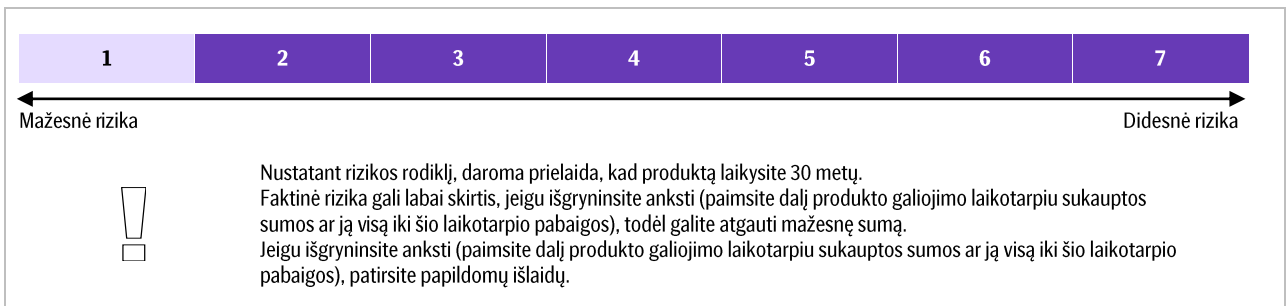 1 2 3 4 5 6 7
Mažesnė rizika Didesnė rizika
Nustatant rizikos rodiklį, daroma prielaida, kad produktą laikysite 30 metų.
Faktinė rizika gali labai skirtis, jeigu išgryninsite anksti (paimsite dalį produkto galiojimo laikotarpiu sukauptos
sumos ar ją visą iki šio laikotarpio pabaigos), todėl galite atgauti mažesnę sumą.
Jeigu išgryninsite anksti (paimsite dalį produkto galiojimo laikotarpiu sukauptos sumos ar ją visą iki šio laikotarpio
pabaigos), patirsite papildomų išlaidų.